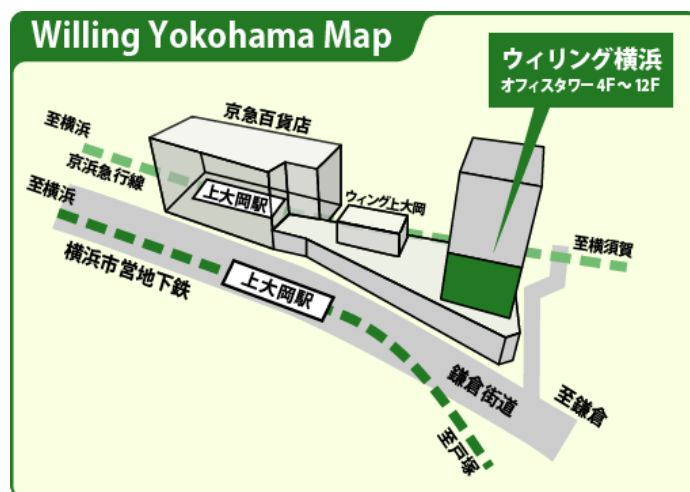 Willing Yokohama Map
ウィリング横浜
オフィスタワー 4F～12F
京急百貨店
至横浜
京浜急行線
上大岡駅
ウィング上大岡
至横浜
至横須賀
横浜市営地下鉄
上大岡駅
鎌倉街道
至鎌倉
至戸塚